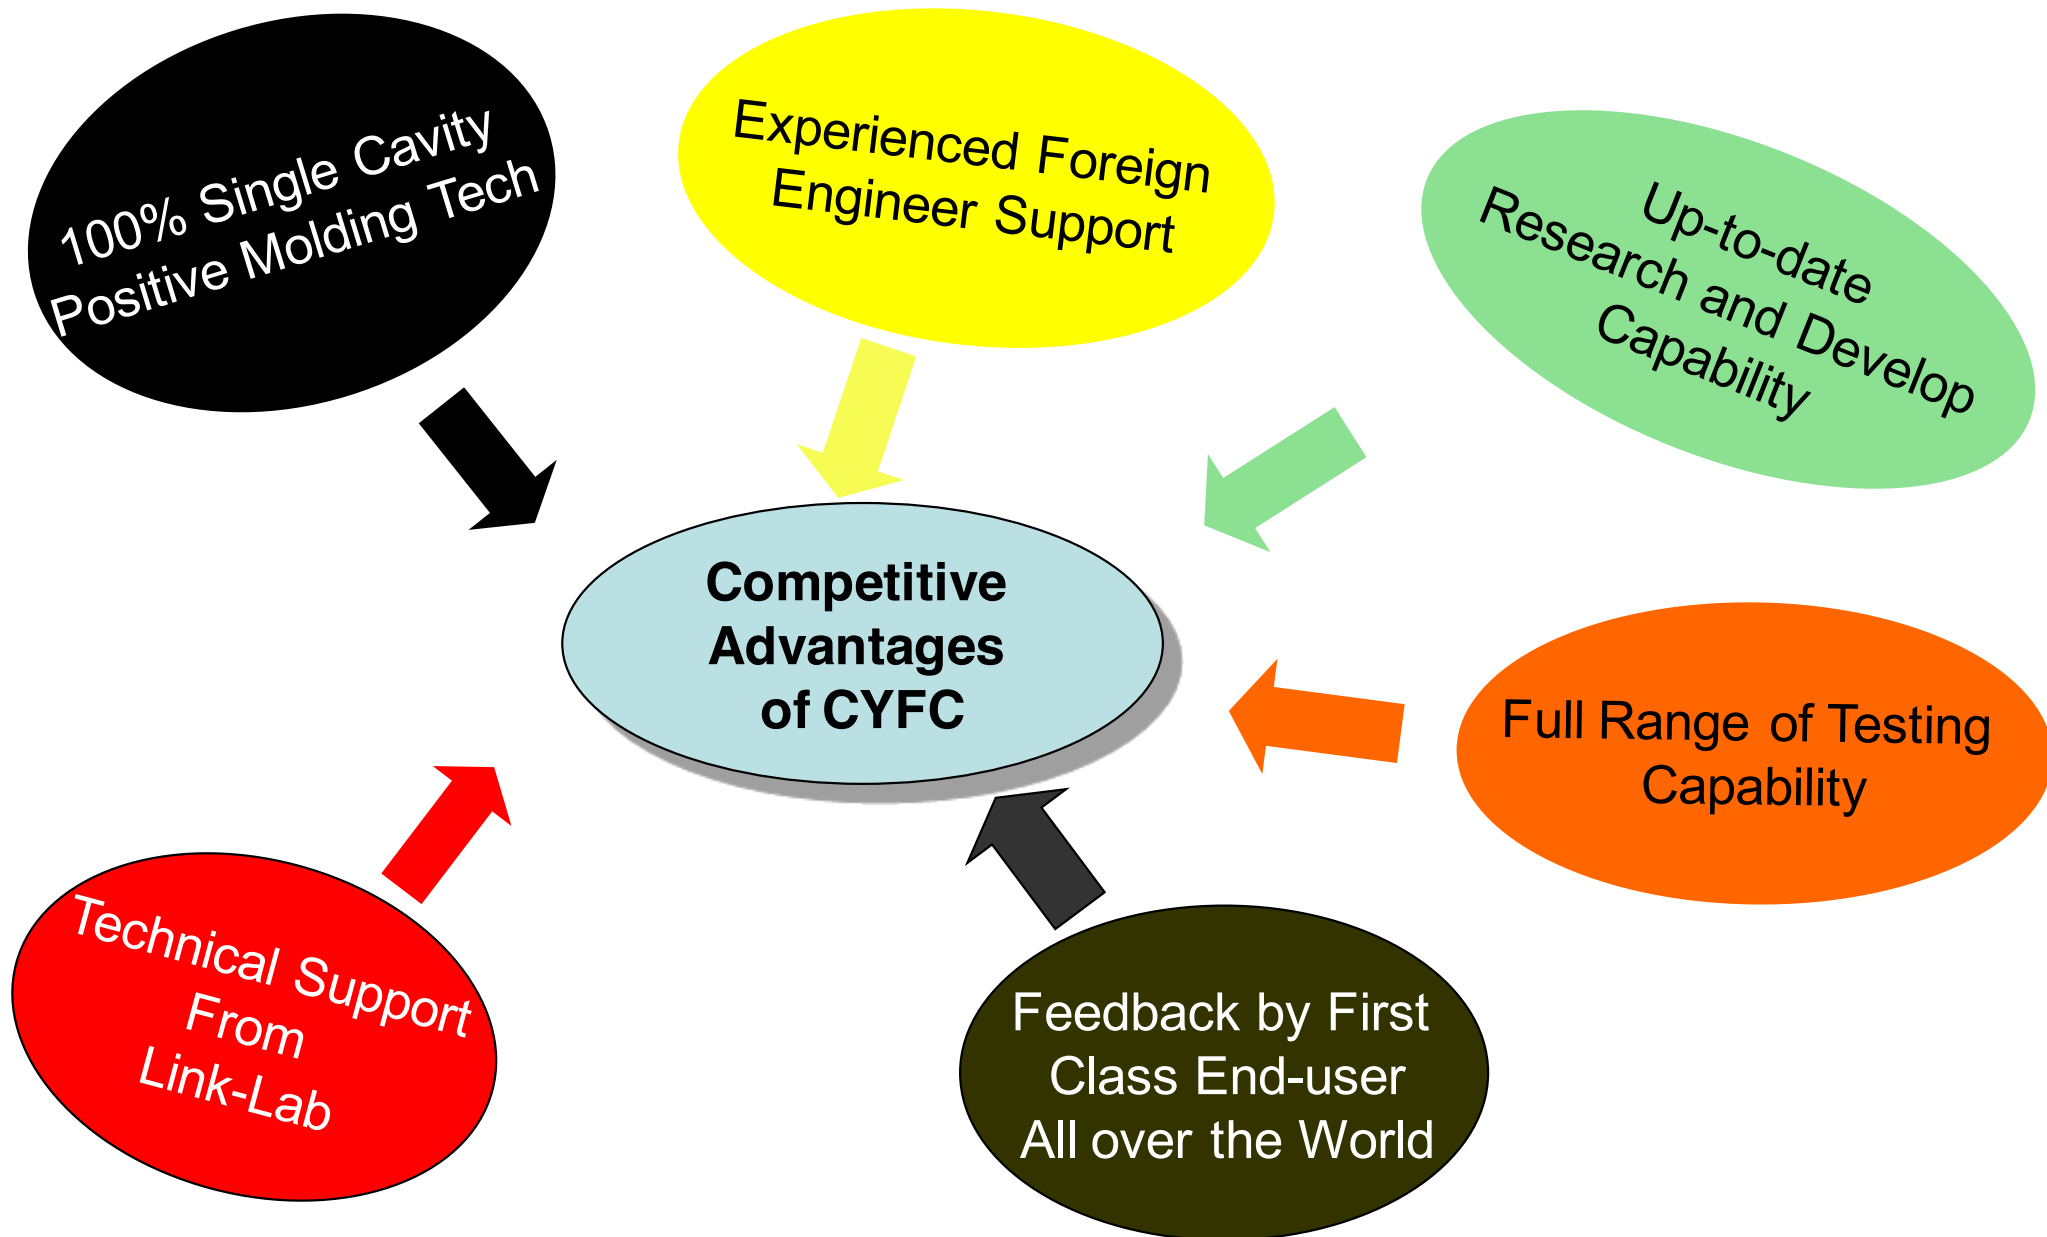 100% Single Cavity
Positive Molding Tech
Experienced Foreign
Engineer Support
Up-to-date
Research and Develop
Capability
Competitive
Advantages
of CYFC
Full Range of Testing
Capability
Technical Support
From
Link-Lab
Feedback by First
Class End-user
All over the World